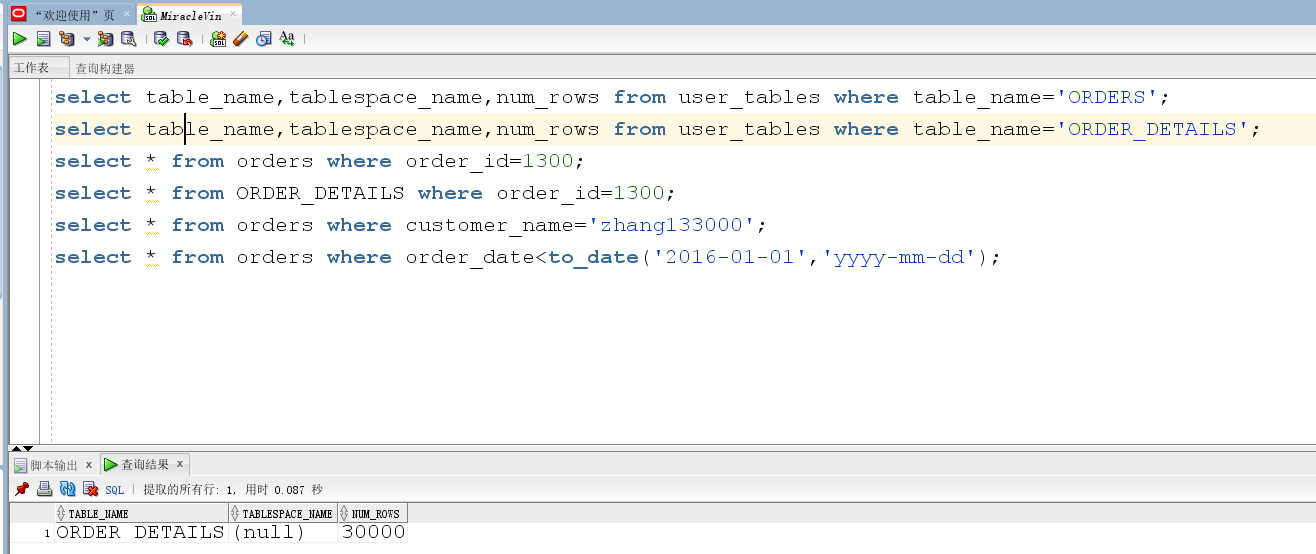 “欢迎使用”页
MiracleVin
工作表
查询构建器
select table_name,tablespace_name,num_rows from user_tables where table_name='ORDERS';
select table_name,tablespace_name,num_rows from user_tables where table_name='ORDER_DETAILS';
select * from orders where order_id=1300;
select * from ORDER_DETAILS where order_id=1300;
select * from orders where customer_name='zhang133000';
select * from orders where order_date<to_date('2016-01-01','yyyy-mm-dd');
脚本输出 x
查询结果 x
SQL
提取的所有行: 1, 用时 0.087 秒
TABLE_NAME TABLESPACE_NAME NUM_ROWS
1 ORDER_DETAILS (null) 30000